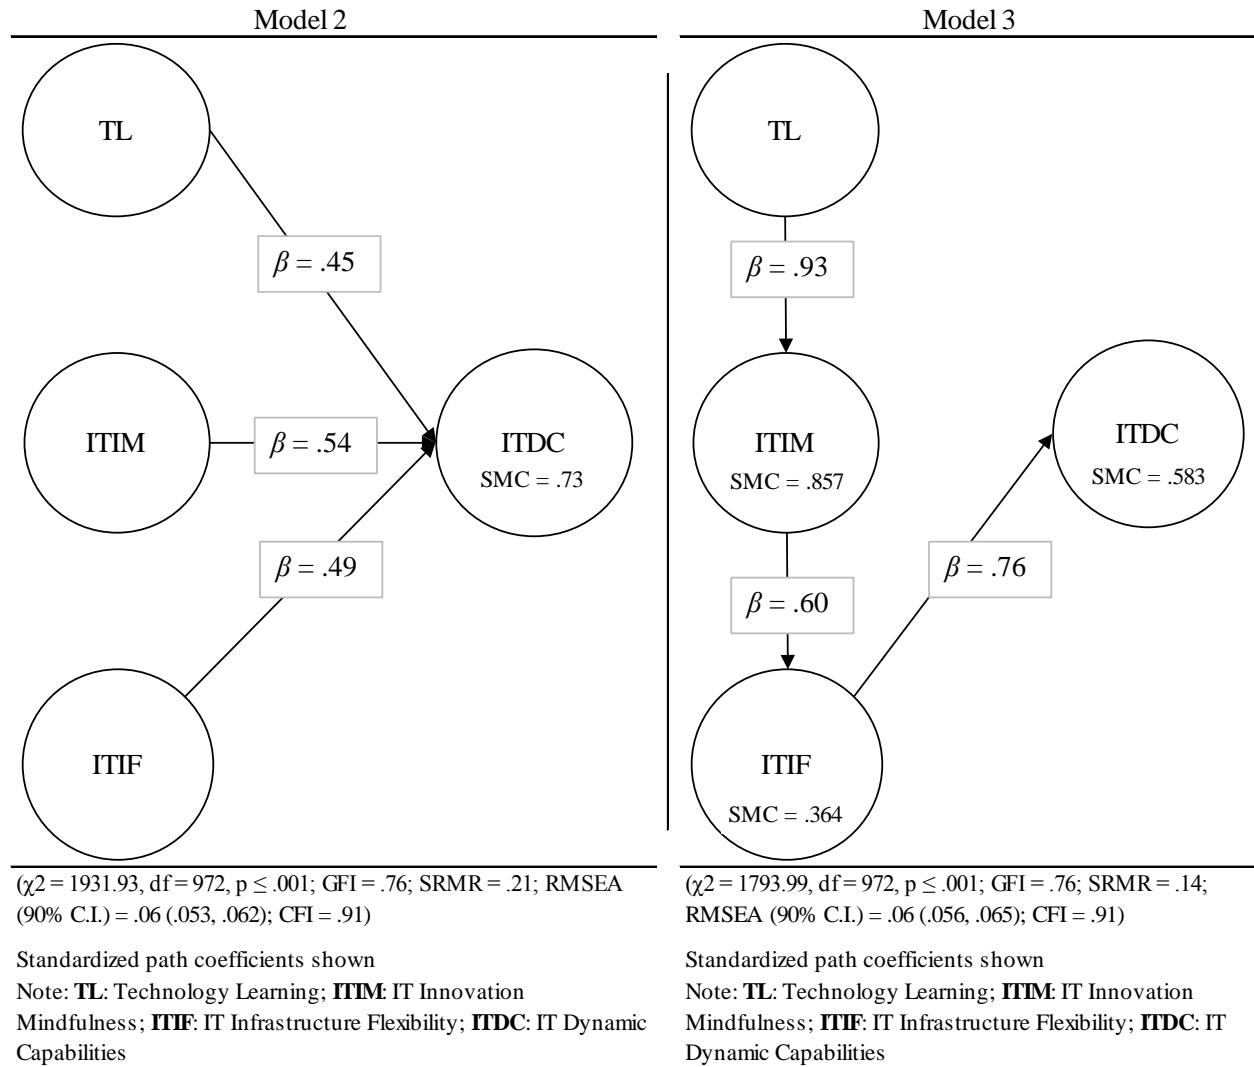 Model 2
TL
β = .45
ITIM
β = .54
ITDC
SMC = .73
β = .49
ITIF
(χ2 = 1931.93, df = 972, p ≤ .001; GFI = .76; SRMR = .21; RMSEA
(90% C.I.) = .06 (.053, .062); CFI = .91)
Standardized path coefficients shown
Note: TL: Technology Learning; ITIM: IT Innovation
Mindfulness; ITIF: IT Infrastructure Flexibility; ITDC: IT Dynamic
Capabilities
Model 3
TL
β = .93
ITIM
SMC = .857
ITDC
SMC = .583
β = .76
β = .60
ITIF
SMC = .364
(χ2 = 1793.99, df = 972, p ≤ .001; GFI = .76; SRMR = .14;
RMSEA (90% C.I.) = .06 (.056, .065); CFI = .91)
Standardized path coefficients shown
Note: TL: Technology Learning; ITIM: IT Innovation
Mindfulness; ITIF: IT Infrastructure Flexibility; ITDC: IT
Dynamic Capabilities